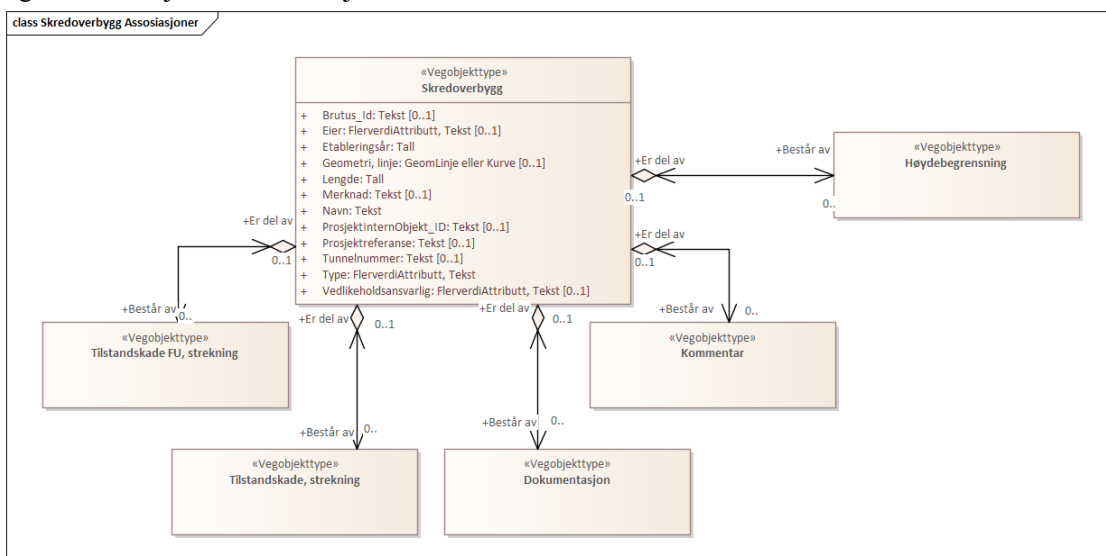 class Skredoverbygg Assosiasjoner
«Vegobjekttype»
Skredoverbygg
+ Brutus_Id: Tekst [0..1]
+ Eier: FlerverdiAttributt, Tekst [0..1]
+ Etableringsår: Tall
+ Geometri, linje: GeomLinje eller Kurve [0..1]
+ Lengde: Tall
+ Merknad: Tekst [0..1]
+ Navn: Tekst
+ ProsjektInternObjekt_ID: Tekst [0..1]
+ Prosjektreferanse: Tekst [0..1]
+ Tunnelnummer: Tekst [0..1]
+ Type: FlerverdiAttributt, Tekst
+ Vedlikeholdsansvarlig: FlerverdiAttributt, Tekst [0..1]
+Er del av
0..1
+Består av
0..
«Vegobjekttype»
Høydebegrensning
+Er del av
0..1
+Består av
0..
«Vegobjekttype»
Kommentar
+Er del av
0..1
+Består av
0..
«Vegobjekttype»
Tilstandskade FU, strekning
+Er del av
0..1
+Består av
0..
«Vegobjekttype»
Tilstandskade, strekning
+Er del av
0..1
+Består av
0..
«Vegobjekttype»
Dokumentasjon